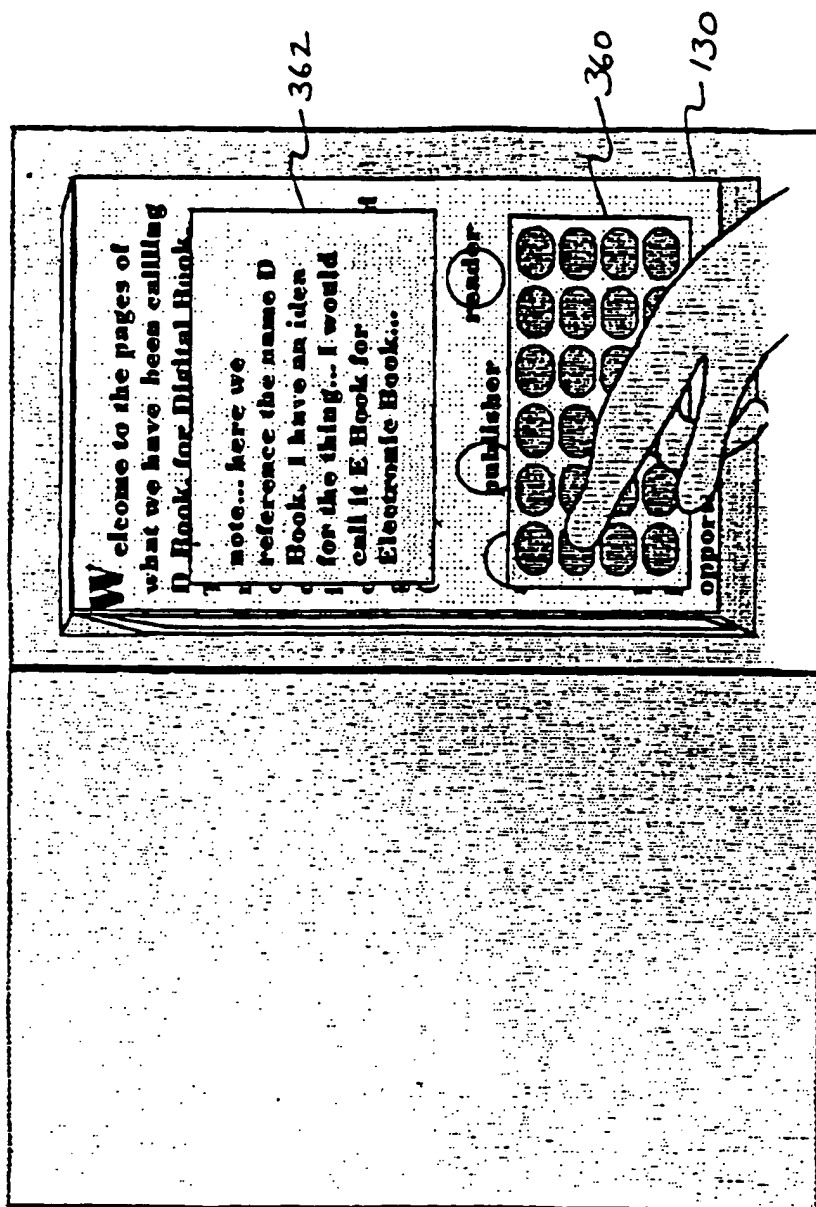 Welcome to the pages of
what we have been callling
D Book, for Digital Book.
note... here we
reference the name D
Book. I have an idea
for the thing... I would
call it E Book for
Electronic Book...
publisher reader
oppor
362
360
130